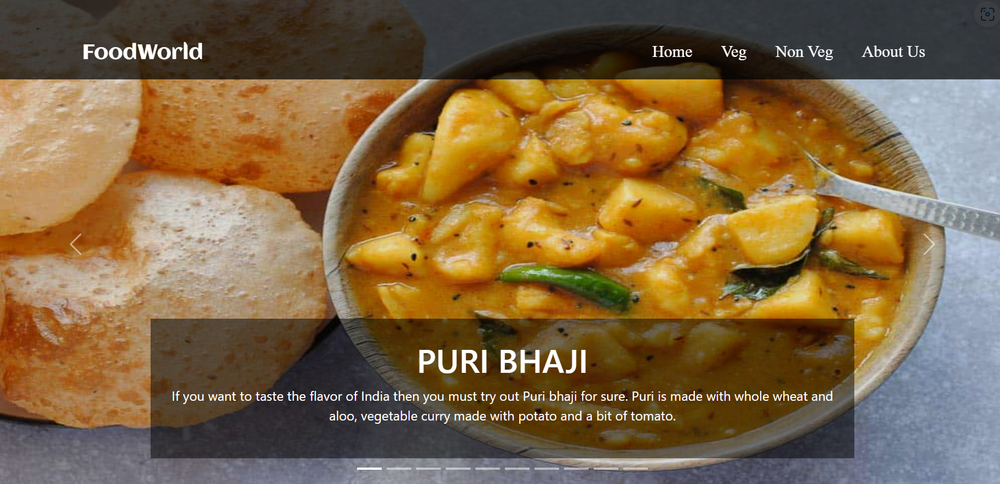 FoodWorld
Home Veg Non Veg About Us
PURI BHAJI
If you want to taste the flavor of India then you must try out Puri bhaji for sure. Puri is made with whole wheat and
aloo, vegetable curry made with potato and a bit of tomato.